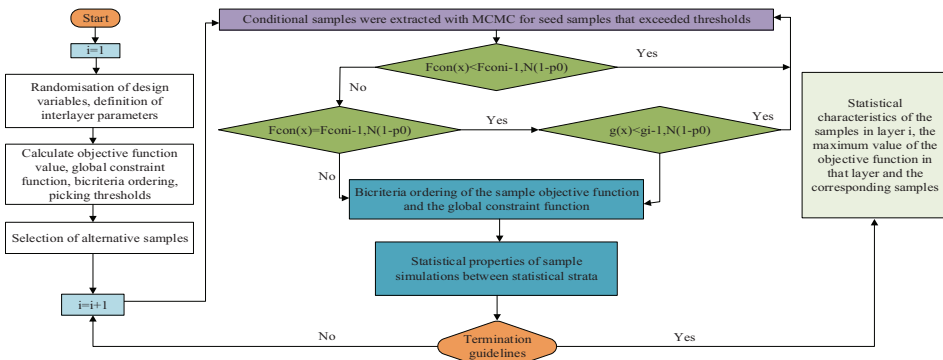 Start
i=1
Randomisation of design
variables, definition of
interlayer parameters
Calculate objective function
value, global constraint
function, bicriteria ordering,
picking thresholds
Selection of alternative samples
i=i+1
Conditional samples were extracted with MCMC for seed samples that exceeded thresholds
Fcon(x)<Fconi-1,N(1-p0)
Yes
No
Fcon(x)=Fconi-1,N(1-p0)
Yes
g(x)<gi-1,N(1-p0)
Yes
No
No
Bicriteria ordering of the sample objective function
and the global constraint function
Statistical properties of sample
simulations between statistical strata
Termination
guidelines
No
Yes
Statistical
characteristics of
the samples in layer i, the
maximum value of the
objective function in
that layer and the
corresponding samples